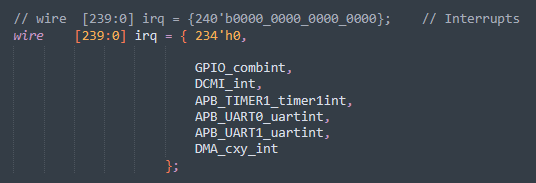 // wire  [239:0] irq = {240'b0000_0000_0000_0000};    // Interrupts
wire    [239:0] irq = { 234'h0,
GPIO_combint,
DCMI_int,
APB_TIMER1_timer1int,
APB_UART0_uartint,
APB_UART1_uartint,
DMA_cxy_int
};